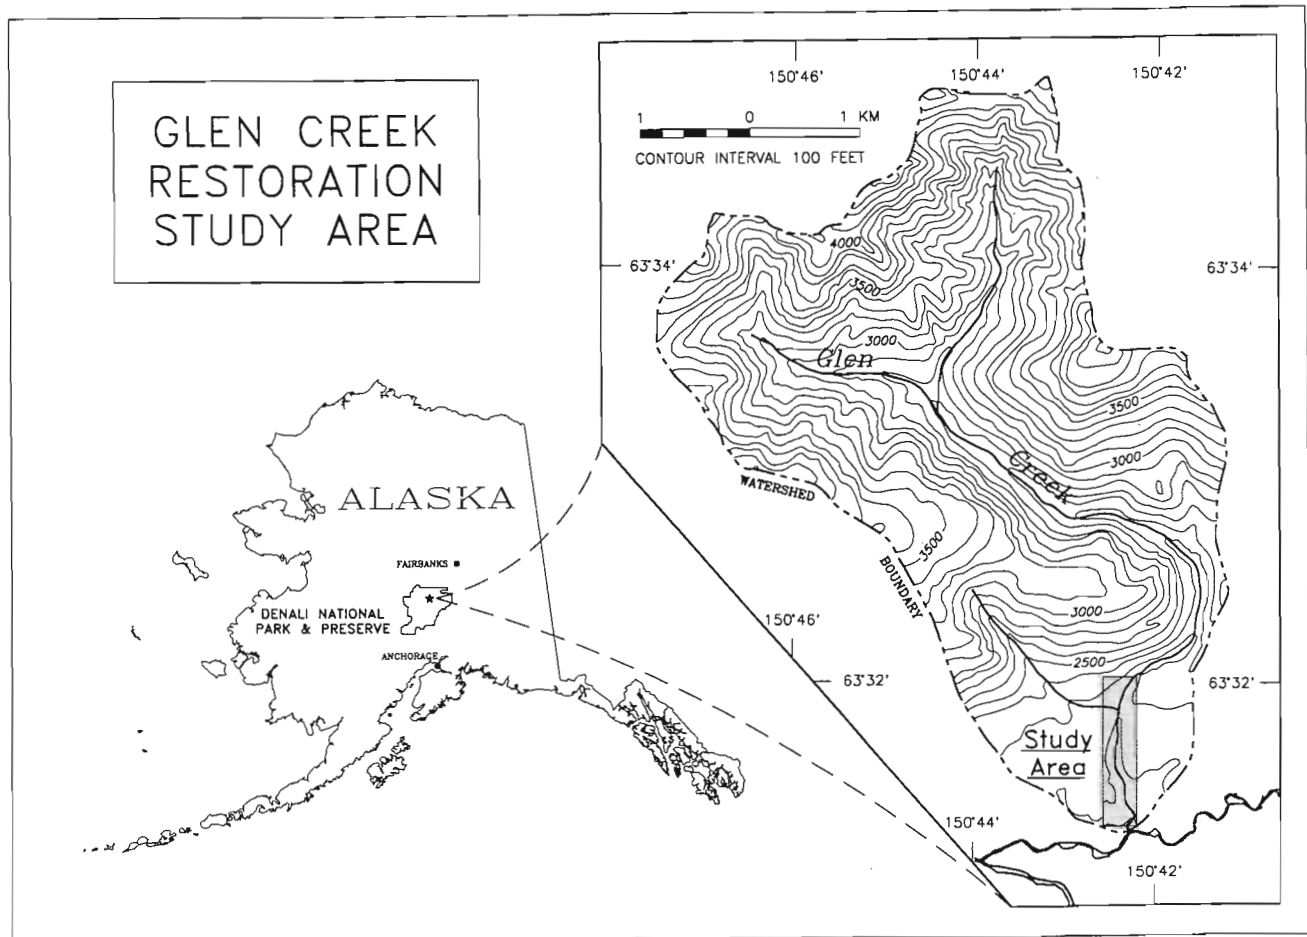 GLEN CREEK
RESTORATION
STUDY AREA
150°46'
150°44'
150°42'
1 0 1 KM
CONTOUR INTERVAL 100 FEET
4000
63°34'
63°34'
3500
3000
Glen
3500
Creek
3000
WATERSHED
ALASKA
3500
BOUNDARY
FAIRBANKS
DENALI NATIONAL
PARK & PRESERVE
3000
150°46'
ANCHORAGE
2500
63°32'
63°32'
Study
Area
150°44'
150°42'